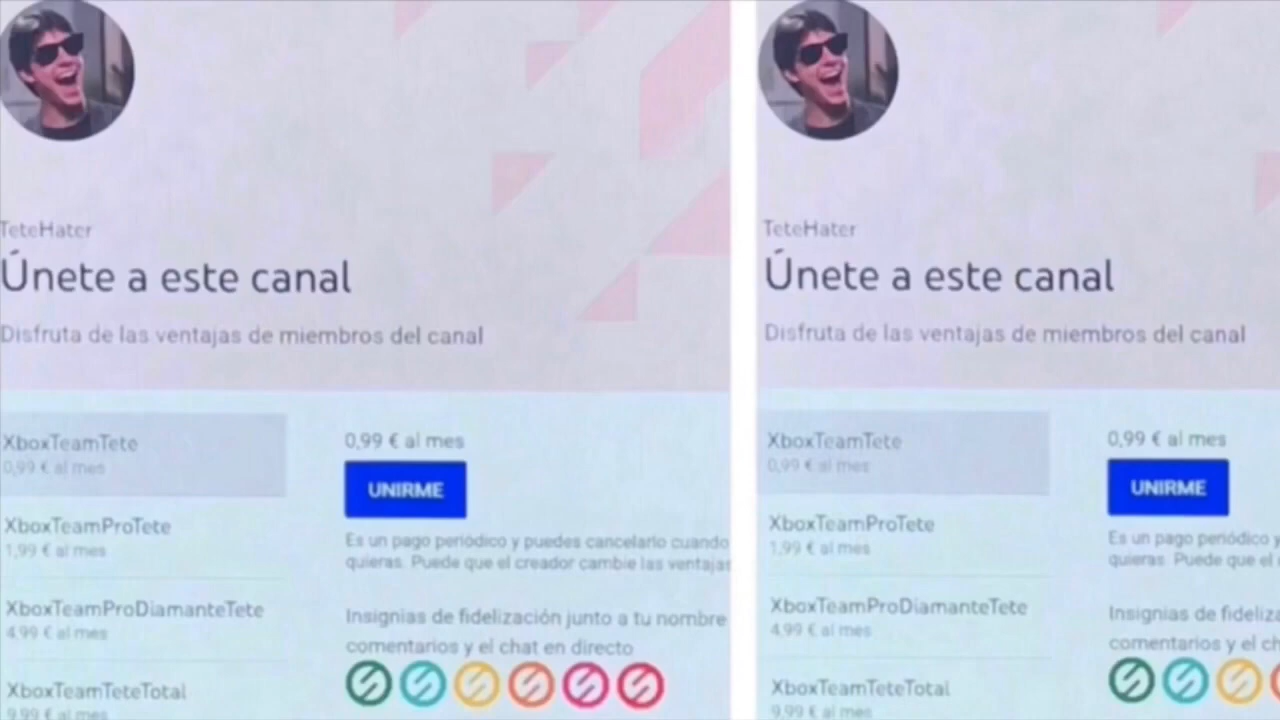 TeteHater
Únete a este canal
Disfruta de las ventajas de miembros del canal
XboxTeamTete
0,99 € al mes
XboxTeamProTete
1,99 € al mes
XboxTeamProDiamanteTete
4,99 € al mes
XboxTeamTeteTotal
9,99 € al mes
0,99 € al mes
UNIRME
Es un pago periódico y puedes cancelarlo cuando
quieras. Puede que el creador cambie las ventajas
Insignias de fidelización junto a tu nombre
comentarios y el chat en directo
TeteHater
Únete a este canal
Disfruta de las ventajas de miembros del canal
XboxTeamTete
0,99 € al mes
XboxTeamProTete
1,99 € al mes
XboxTeamProDiamanteTete
4,99 € al mes
XboxTeamTeteTotal
9,99 € al mes
0,99 € al mes
UNIRME
Es un pago periódico y
quieras. Puede que el
Insignias de fideliz
comentarios y el ch